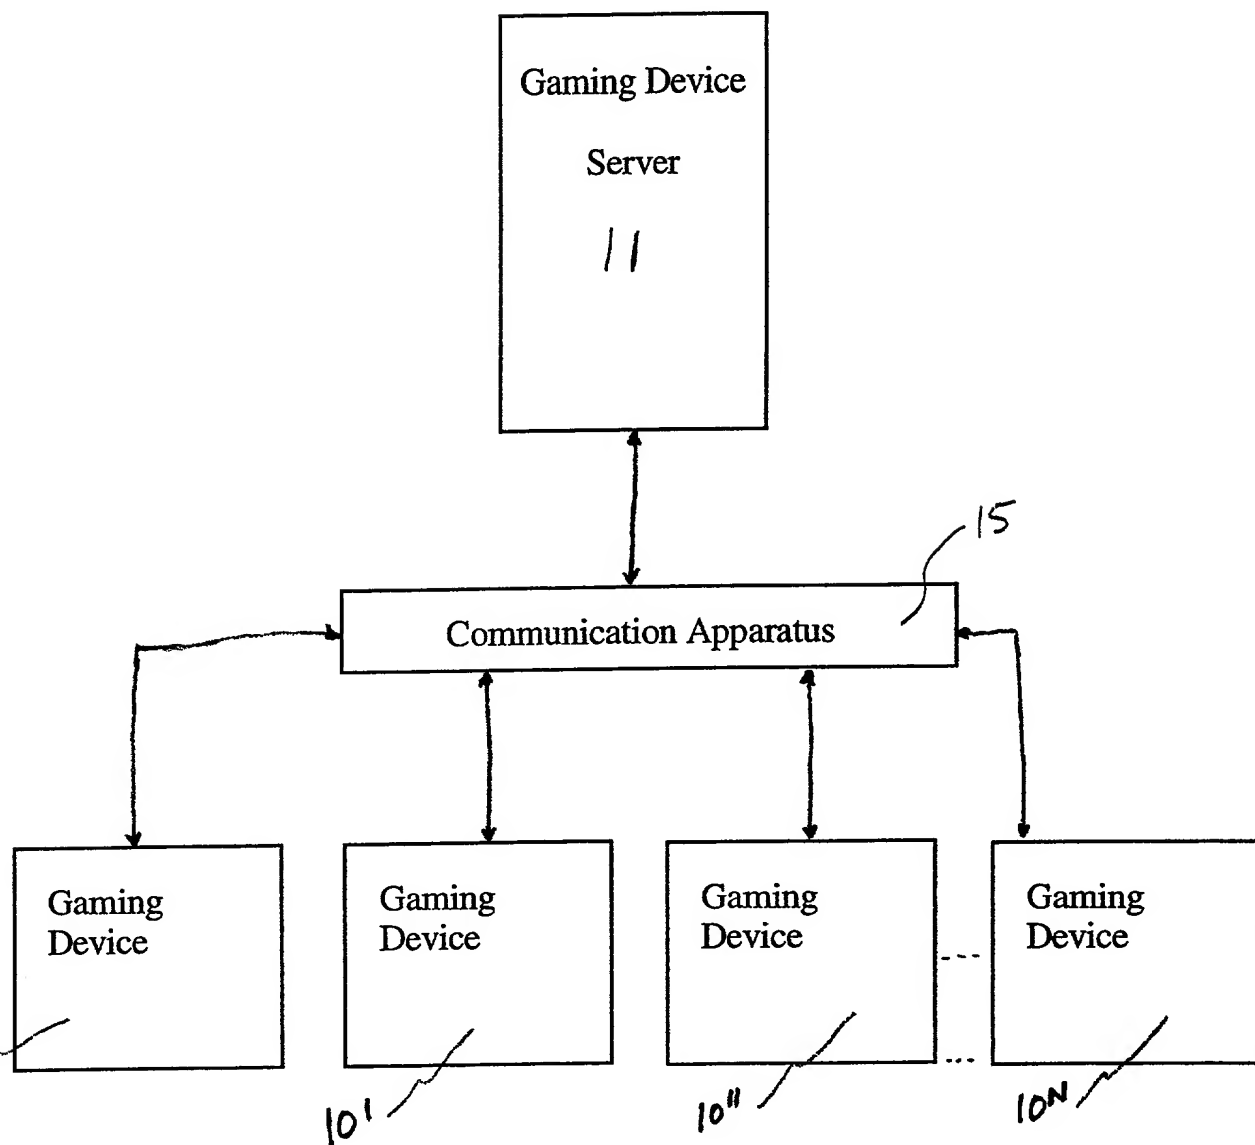 Gaming Device
Server
11
15
Communication Apparatus
Gaming
Device
Gaming
Device
Gaming
Device
Gaming
Device
10'
10"
10N